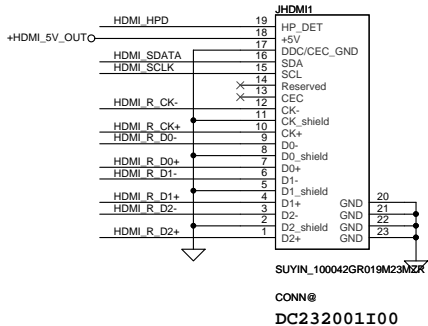 JHDMI1
HDMI_HPD 19 HP_DET
+HDMI_5V_OUT 18 +5V
17 DDC/CEC_GND
HDMI_SDATA 16 SDA
HDMI_SCLK 15 SCL
14 Reserved
13 CEC
HDMI_R_CK- 12 CK-
11 CK_shield
HDMI_R_CK+ 10 CK+
HDMI_R_D0- 9 D0-
8 D0_shield
HDMI_R_D0+ 7 D0+
HDMI_R_D1- 6 D1-
5 D1_shield
HDMI_R_D1+ 4 D1+ GND 20
HDMI_R_D2- 3 D2- GND 21
2 D2_shield GND 22
HDMI_R_D2+ 1 D2+ GND 23
SUYIN_100042GR019M23MZR
CONN@
DC232001I00